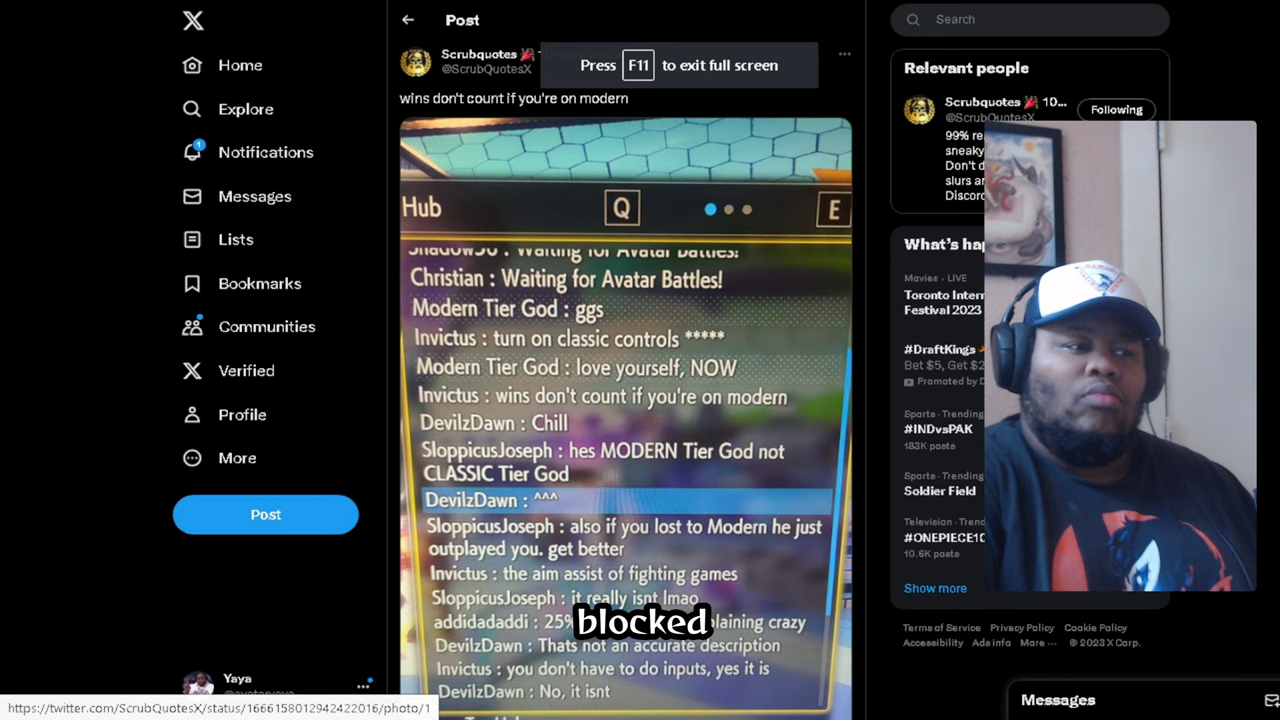 Home
Explore
1
Notifications
Messages
Lists
Bookmarks
Communities
Verified
Profile
More
Post
Yaya
https://twitter.com/ScrubQuotesX/status/1666158012942422016/photo/1
Post
Scrubquotes
@ScrubQuotesX
Press F11 to exit full screen
wins don't count if you're on modern
Hub
Q
E
Waiting for Avatar Battles!
Christian : Waiting for Avatar Battles!
Modern Tier God : ggs
Invictus : turn on classic controls *****
Modern Tier God : love yourself, NOW
Invictus : wins don't count if you're on modern
DevilzDawn : Chill
SloppicusJoseph : hes MODERN Tier God not
CLASSIC Tier God
DevilzDawn : ^^^
SloppicusJoseph : also if you lost to Modern he just
outplayed you. get better
Invictus : the aim assist of fighting games
SloppicusJoseph : it really isnt lmao
addidadaddi : 25% laining crazy
blocked
DevilzDawn : Thats not an accurate description
Invictus : you don't have to do inputs, yes it is
DevilzDawn : No, it isnt
Search
Relevant people
Scrubquotes 10...
@ScrubQuotesX
Following
99% re
sneaky
Don't d
slurs ar
Discord
What's hap
Movies · LIVE
Toronto Intern
Festival 2023
#DraftKings
Bet $5, Get $2
Promoted by D
Sports · Trending
#INDvsPAK
183K posts
Sports · Trending
Soldier Field
Television · Trend
#ONEPIECE10
10.6K posts
Show more
Terms of Service Privacy Policy Cookie Policy
Accessibility Ads info More ··· © 2023 X Corp.
Messages